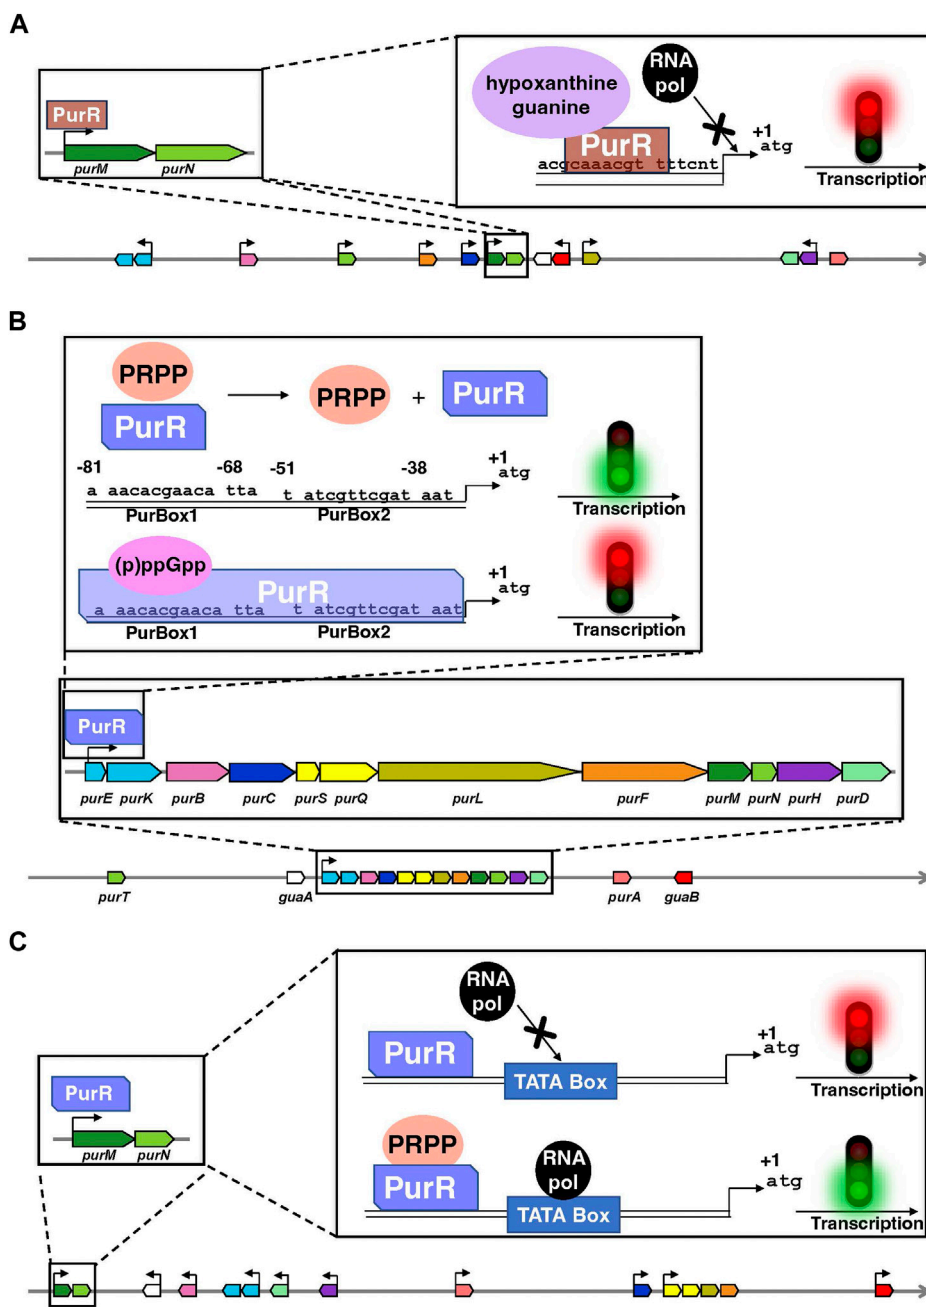 A
PurR
purM purN
hypoxanthine
guanine
RNA
pol
PurR
acgcaaacgt tttcnt
+1
atg
Transcription
B
PRPP
PurR
PRPP + PurR
-81 -68 -51 -38 +1
atg
a aacacgaaca tta t atcgttcgat aat
PurBox1 PurBox2
Transcription
(p)ppGpp
PurR
+1
atg
a aacacgaaca tta t atcgttcgat aat
PurBox1 PurBox2
Transcription
PurR
purE purK purB purC purS purQ purL purF purM purN purH purD
purT guaA purA guaB
C
PurR
purM purN
RNA
pol
PurR
TATA Box
+1
atg
Transcription
PRPP
PurR
RNA
pol
TATA Box
+1
atg
Transcription